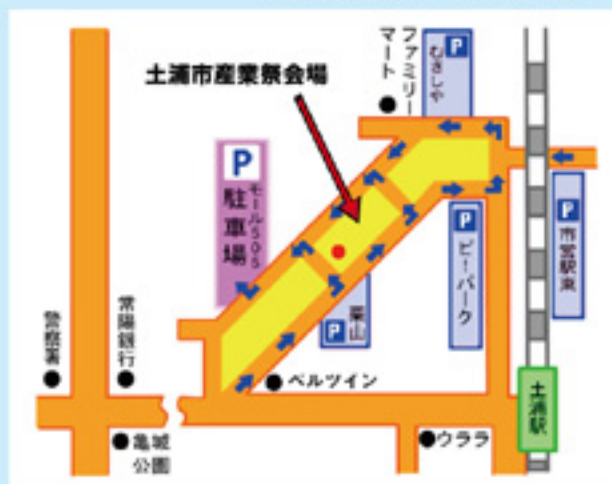 土浦市産業祭会場
ファミリー
マート
P
むさしや
P
モール505
駐車場
P
市営駅東
P
ビーパーク
P
栗山
警察署
常陽銀行
ベルツイン
亀城
公園
ウララ
土浦駅